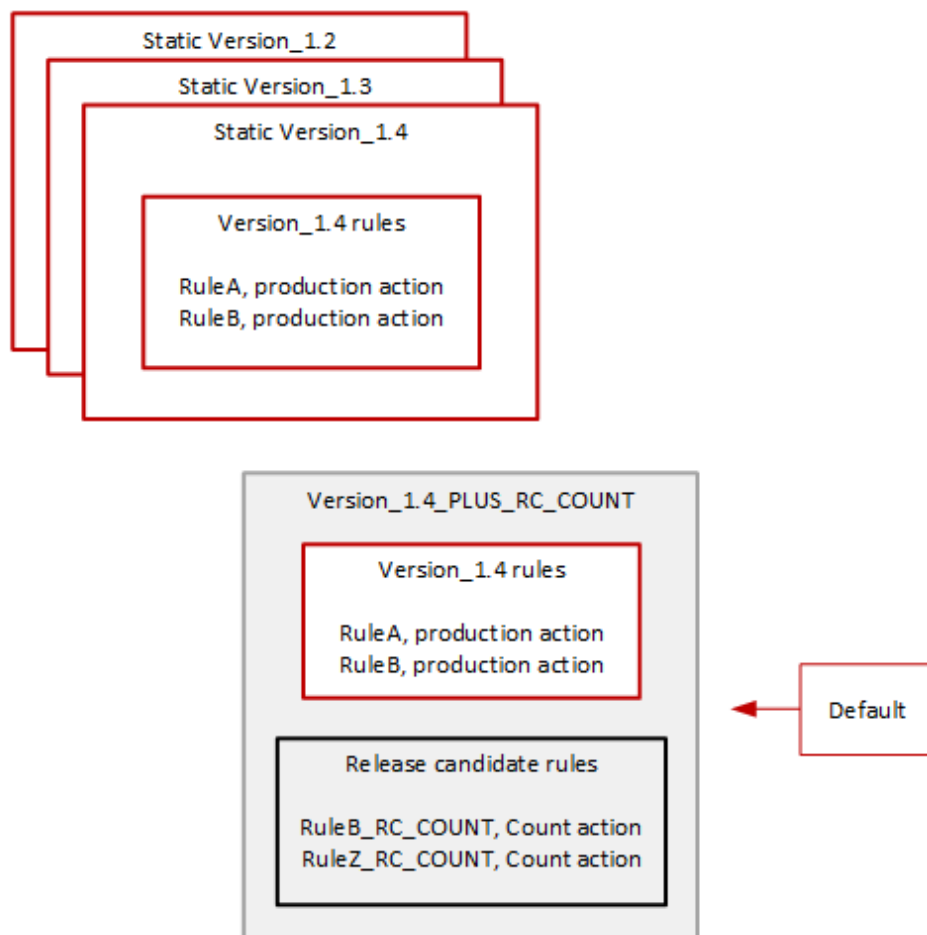 Static Version_1.2
Static Version_1.3
Static Version_1.4
Version_1.4 rules
RuleA, production action
RuleB, production action
Version_1.4_PLUS_RC_COUNT
Version_1.4 rules
RuleA, production action
RuleB, production action
Default
Release candidate rules
RuleB_RC_COUNT, Count action
RuleZ_RC_COUNT, Count action